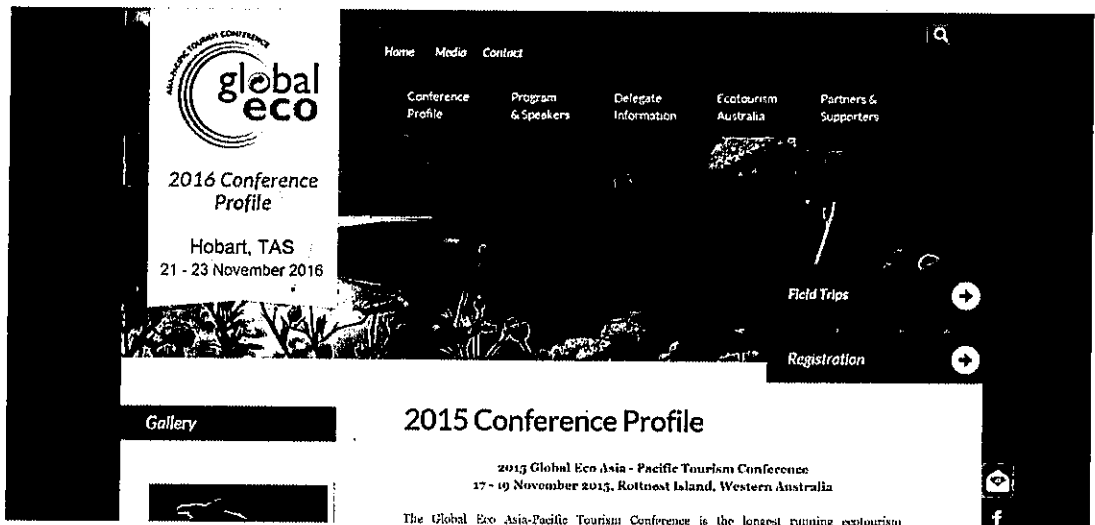 ASIA-PACIFIC TOURISM CONFERENCE
global
eco
2016 Conference
Profile
Hobart, TAS
21 - 23 November 2016
Home Media Contact
Conference Profile
Program & Speakers
Delegate Information
Ecotourism Australia
Partners & Supporters
Field Trips
Registration
Gallery
2015 Conference Profile
2015 Global Eco Asia - Pacific Tourism Conference
17 - 19 November 2015, Rottnest Island, Western Australia
The Global Eco Asia-Pacific Tourism Conference is the longest running ecotourism